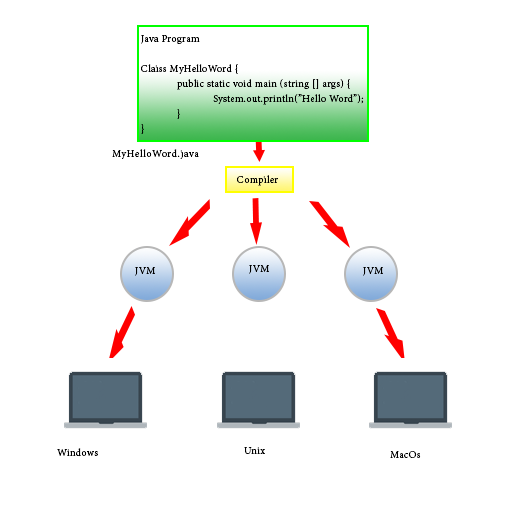 Java Program
Claiss MyHelloWord {
public static void main (string [] args) {
System.out.println("Hello Word");
}
}
MyHelloWord.java
Compiler
JVM
JVM
JVM
Windows
Unix
MacOs